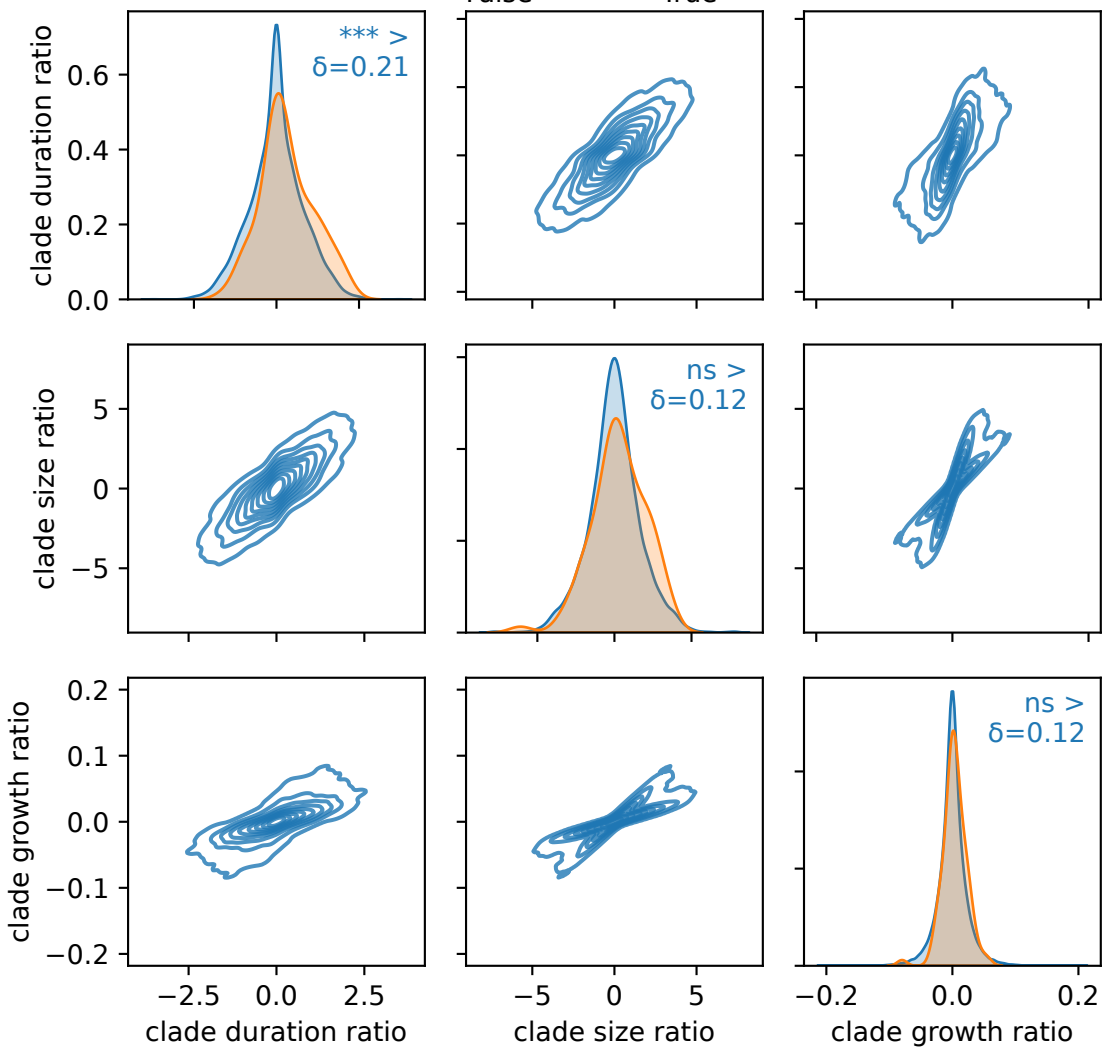 *** >
δ=0.21
clade duration ratio
0.6
0.4
0.2
0.0
ns >
δ=0.12
clade size ratio
5
0
−5
ns >
δ=0.12
clade growth ratio
0.2
0.1
0.0
−0.1
−0.2
−2.5 0.0 2.5
−5 0 5
−0.2 0.0 0.2
clade duration ratio
clade size ratio
clade growth ratio